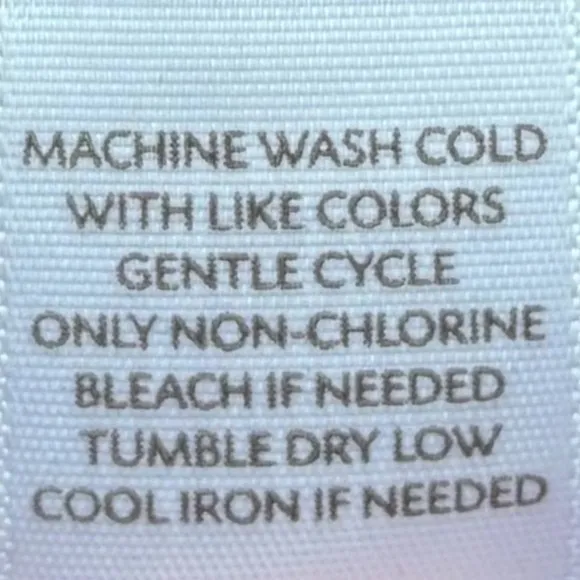 MACHINE WASH COLD
WITH LIKE COLORS
GENTLE CYCLE
ONLY NON-CHLORINE
BLEACH IF NEEDED
TUMBLE DRY LOW
COOL IRON IF NEEDED